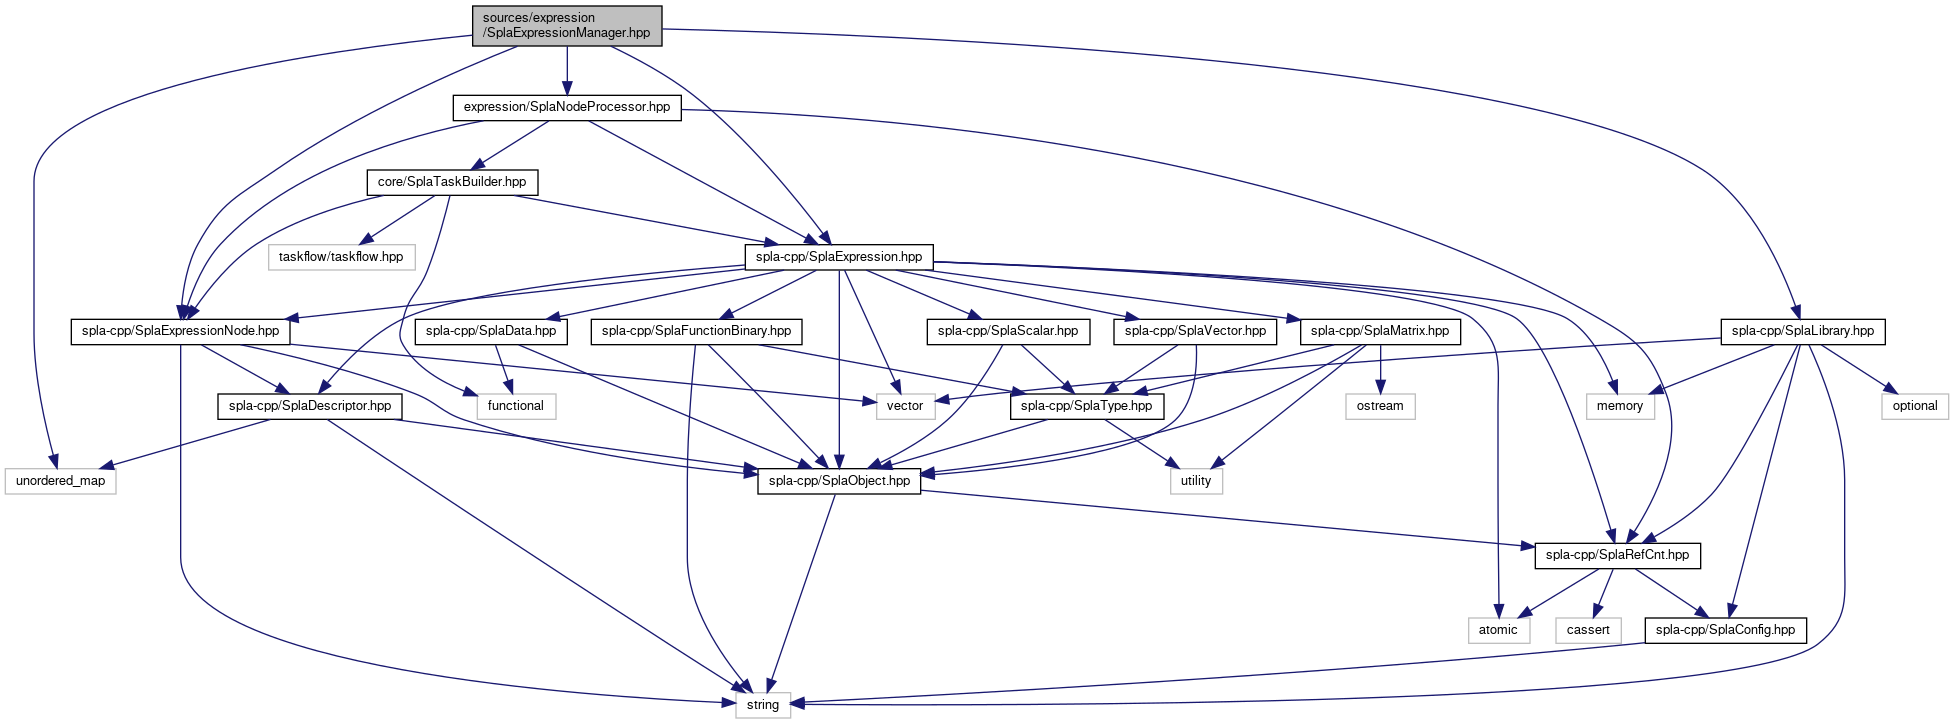 sources/expression
/SplaExpressionManager.hpp
expression/SplaNodeProcessor.hpp
core/SplaTaskBuilder.hpp
taskflow/taskflow.hpp
spla-cpp/SplaExpression.hpp
spla-cpp/SplaExpressionNode.hpp
spla-cpp/SplaData.hpp
spla-cpp/SplaFunctionBinary.hpp
spla-cpp/SplaScalar.hpp
spla-cpp/SplaVector.hpp
spla-cpp/SplaMatrix.hpp
spla-cpp/SplaLibrary.hpp
spla-cpp/SplaDescriptor.hpp
functional
vector
spla-cpp/SplaType.hpp
ostream
memory
optional
unordered_map
spla-cpp/SplaObject.hpp
utility
spla-cpp/SplaRefCnt.hpp
atomic
cassert
spla-cpp/SplaConfig.hpp
string